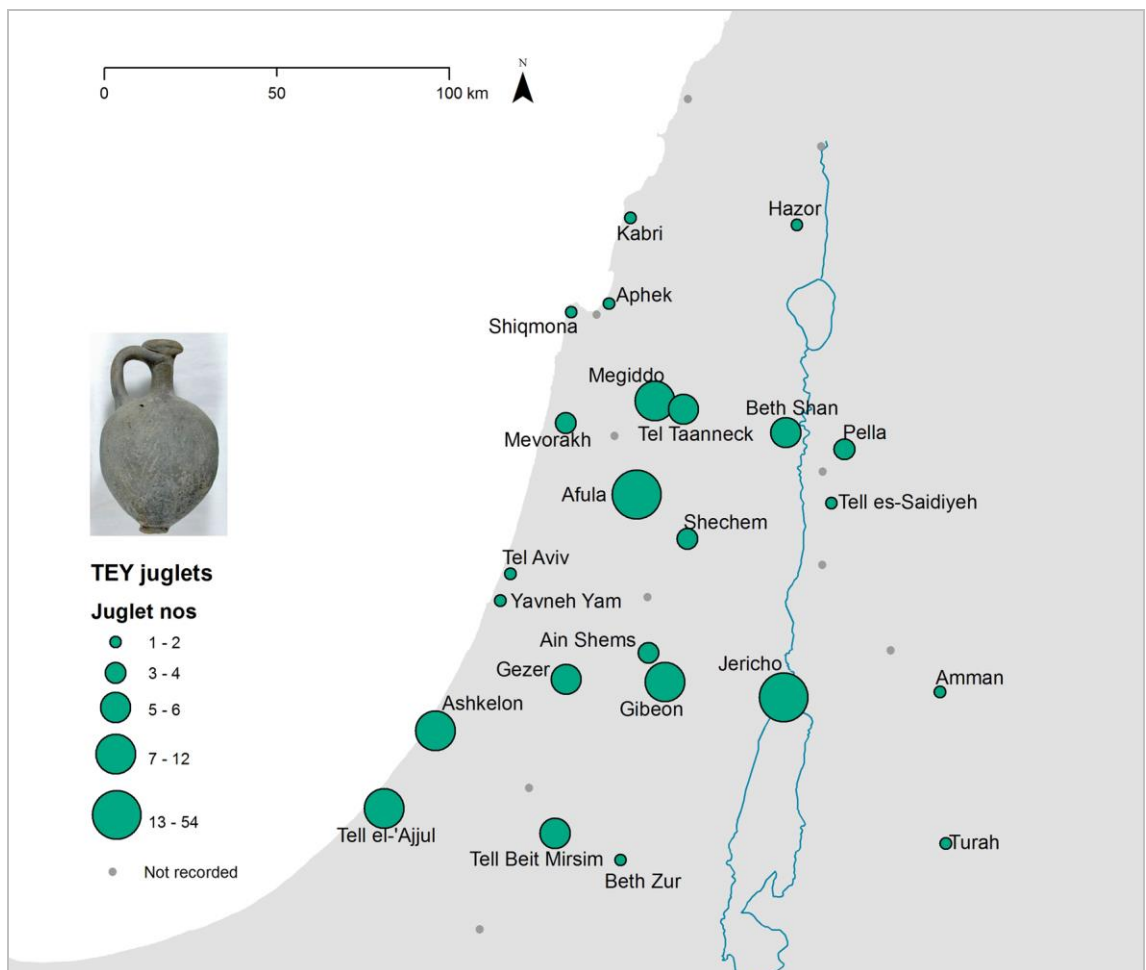 N
0 50 100 km
Hazor
Kabri
Aphek
Shiqmona
Megiddo
Beth Shan
Mevorakh
Tel Taanneck
Pella
Afula
Tell es-Saidiyeh
Shechem
Tel Aviv
Yavneh Yam
Ain Shems
Gezer
Jericho
Amman
Ashkelon
Gibeon
Tell el-'Ajjul
Tell Beit Mirsim
Turah
Beth Zur
TEY juglets
Juglet nos
1 - 2
3 - 4
5 - 6
7 - 12
13 - 54
Not recorded